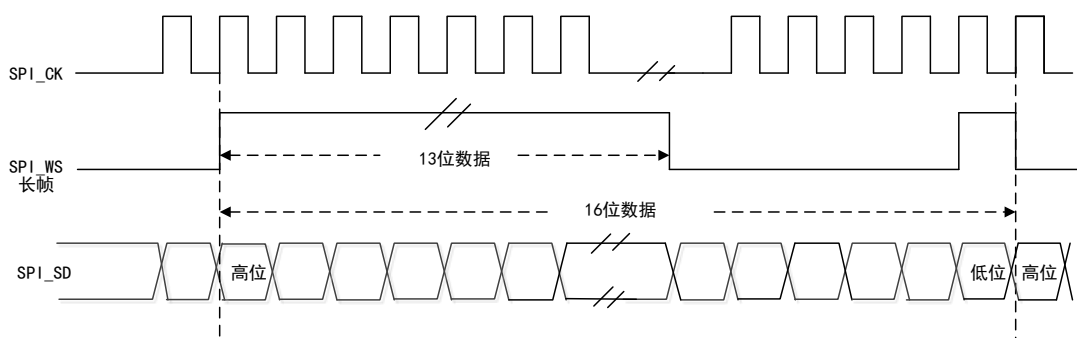 SPI_CK
SPI_WS
长帧
13位数据
16位数据
SPI_SD
高位
低位
高位